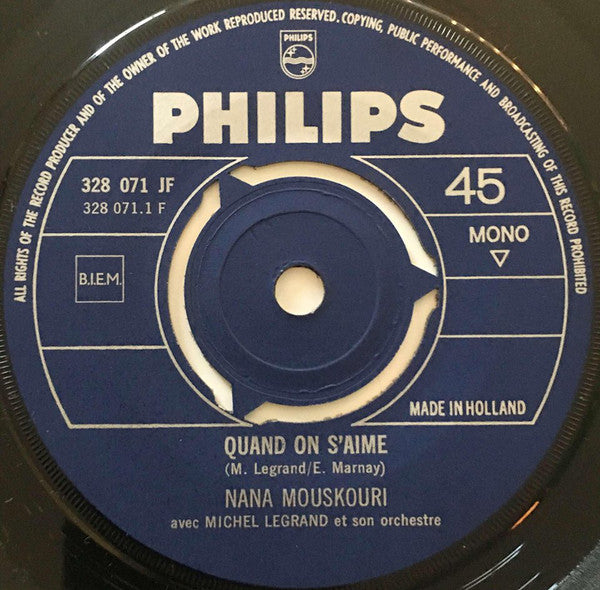 ALL RIGHTS OF THE RECORD PRODUCER AND OF THE OWNER OF THE WORK REPRODUCED RESERVED. COPYING, PUBLIC PERFORMANCE AND BROADCASTING OF THIS RECORD PROHIBITED
PHILIPS
PHILIPS
328 071 JF
328 071.1 F
45
MONO
B.I.E.M.
MADE IN HOLLAND
QUAND ON S'AIME
(M. Legrand/E. Marnay)
NANA MOUSKOURI
avec MICHEL LEGRAND et son orchestre